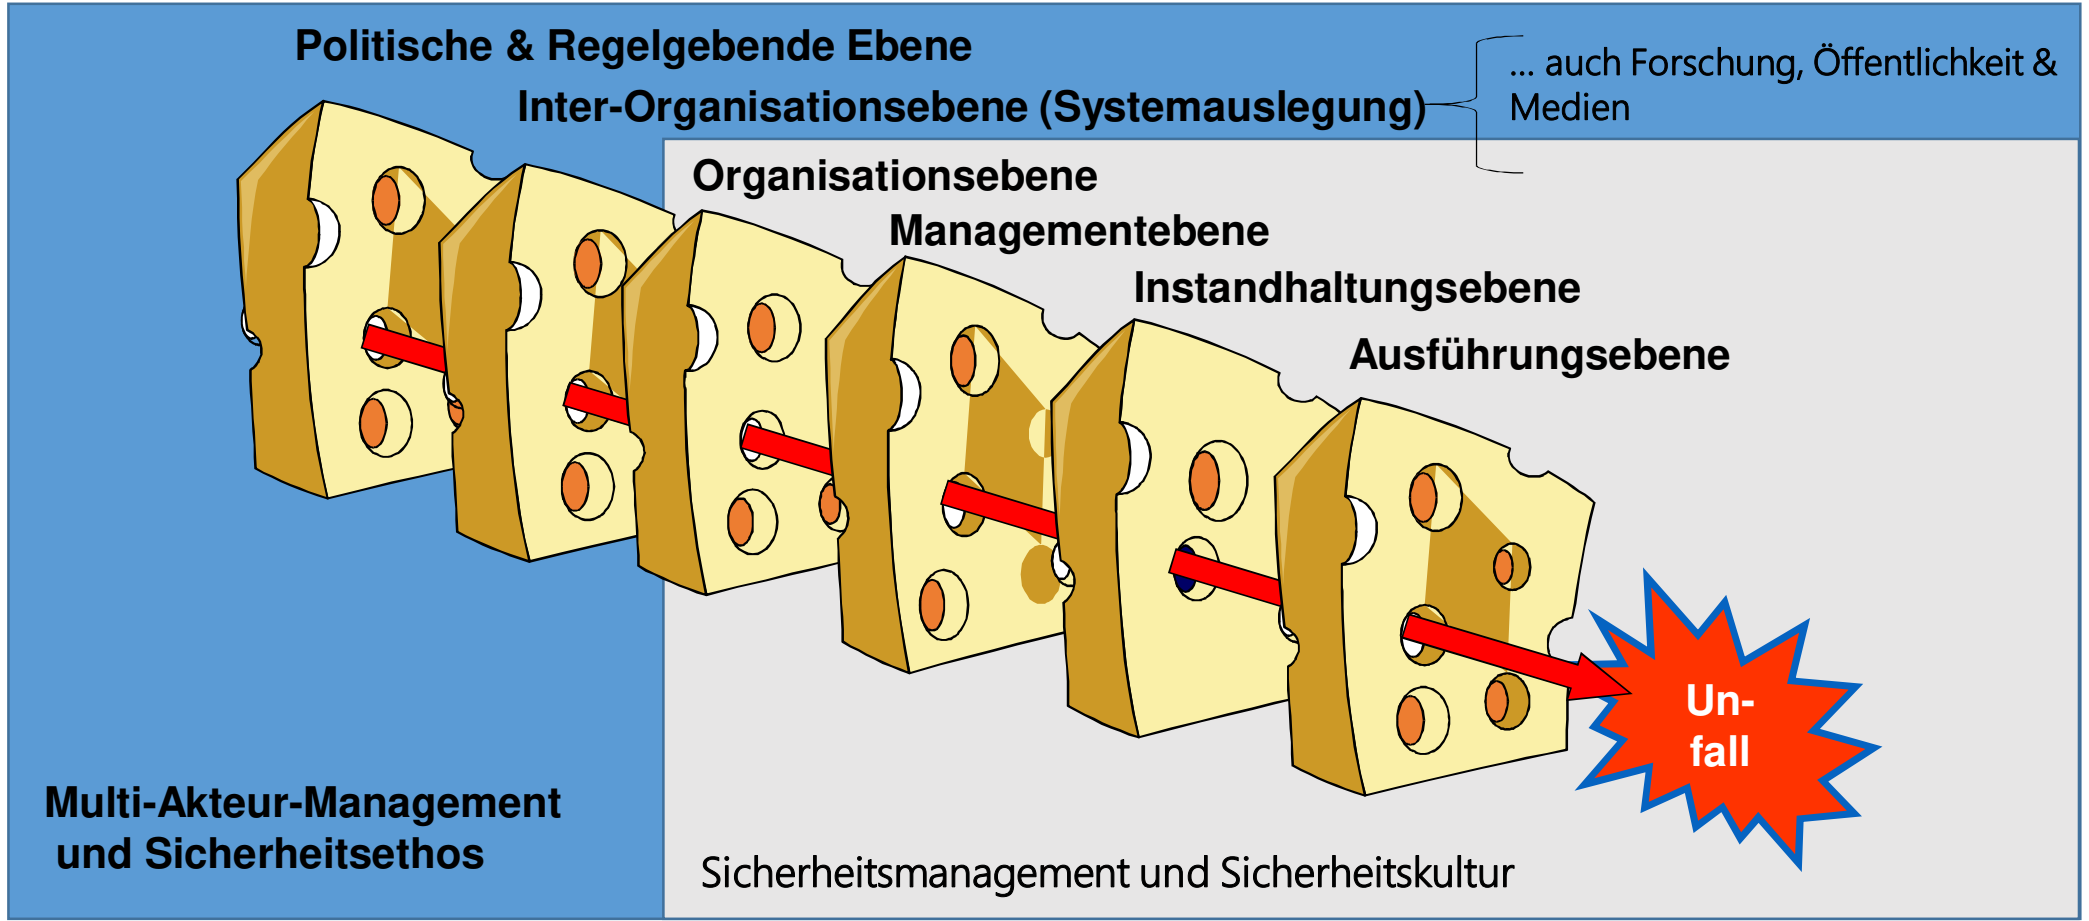 Politische & Regelgebende Ebene
Inter-Organisationsebene (Systemauslegung)
... auch Forschung, Öffentlichkeit &
Medien
Organisationsebene
Managementebene
Instandhaltungsebene
Ausführungsebene
Un-
fall
Multi-Akteur-Management
und Sicherheitsethos
Sicherheitsmanagement und Sicherheitskultur